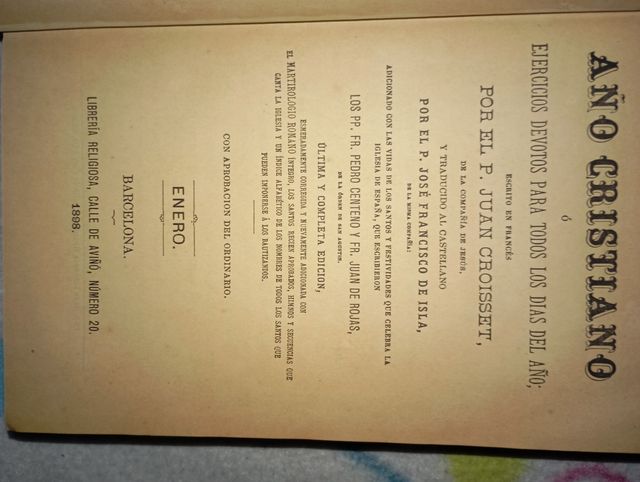 AÑO CRISTIANO
Ó
EJERCICIOS DEVOTOS PARA TODOS LOS DIAS DEL AÑO;
ESCRITO EN FRANCÉS
POR EL P. JUAN CROISSET,
DE LA COMPAÑÍA DE JESÚS,
Y TRADUCIDO AL CASTELLANO
POR EL P. JOSÉ FRANCISCO DE ISLA,
DE LA MISMA COMPAÑÍA:
ADICIONADO CON LAS VIDAS DE LOS SANTOS Y FESTIVIDADES QUE CELEBRA LA
IGLESIA DE ESPAÑA, QUE ESCRIBIERON
LOS PP. FR. PEDRO CENTENO Y FR. JUAN DE ROJAS,
DE LA ÓRDEN DE SAN AGUSTIN.
ÚLTIMA Y COMPLETA EDICION,
ESMERADAMENTE CORREGIDA Y NUEVAMENTE ADICIONADA CON
EL MARTIROLOGIO ROMANO ÍNTEGRO, LOS SANTOS RECIEN APROBADOS, HIMNOS Y SECUENCIAS QUE
CANTA LA IGLESIA Y UN ÍNDICE ALFABÉTICO DE LOS NOMBRES DE TODOS LOS SANTOS QUE
PUEDEN IMPONERSE Á LOS BAUTIZANDOS.
CON APROBACION DEL ORDINARIO.
ENERO.
BARCELONA.
LIBRERÍA RELIGIOSA, CALLE DE AVIÑÓ, NÚMERO 20.
1898.